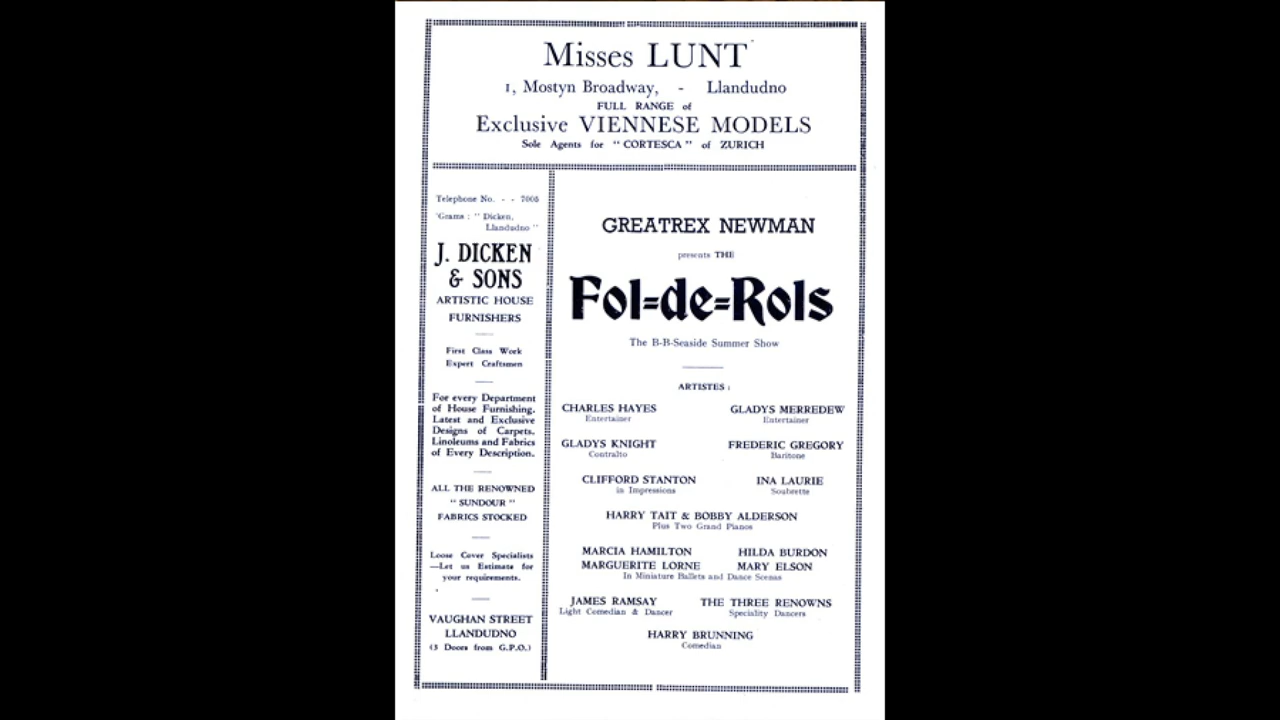 Misses LUNT
1, Mostyn Broadway, - Llandudno
FULL RANGE of
Exclusive VIENNESE MODELS
Sole Agents for "CORTESCA" of ZURICH
Telephone No. - - 7005
'Grams : "Dicken,
Llandudno"
J. DICKEN
& SONS
ARTISTIC HOUSE
FURNISHERS
First Class Work
Expert Craftsmen
For every Department
of House Furnishing.
Latest and Exclusive
Designs of Carpets,
Linoleums and Fabrics
of Every Description.
ALL THE RENOWNED
"SUNDOUR"
FABRICS STOCKED
Loose Cover Specialists
—Let us Estimate for
your requirements.
VAUGHAN STREET
LLANDUDNO
(3 Doors from G.P.O.)
GREATREX NEWMAN
presents THE
Fol=de=Rols
The B-B-Seaside Summer Show
ARTISTES :
CHARLES HAYES GLADYS MERREDEW
Entertainer Entertainer
GLADYS KNIGHT FREDERIC GREGORY
Contralto Baritone
CLIFFORD STANTON INA LAURIE
in Impressions Soubrette
HARRY TAIT & BOBBY ALDERSON
Plus Two Grand Pianos
MARCIA HAMILTON HILDA BURDON
MARGUERITE LORNE MARY ELSON
In Miniature Ballets and Dance Scenas
JAMES RAMSAY THE THREE RENOWNS
Light Comedian & Dancer Speciality Dancers
HARRY BRUNNING
Comedian